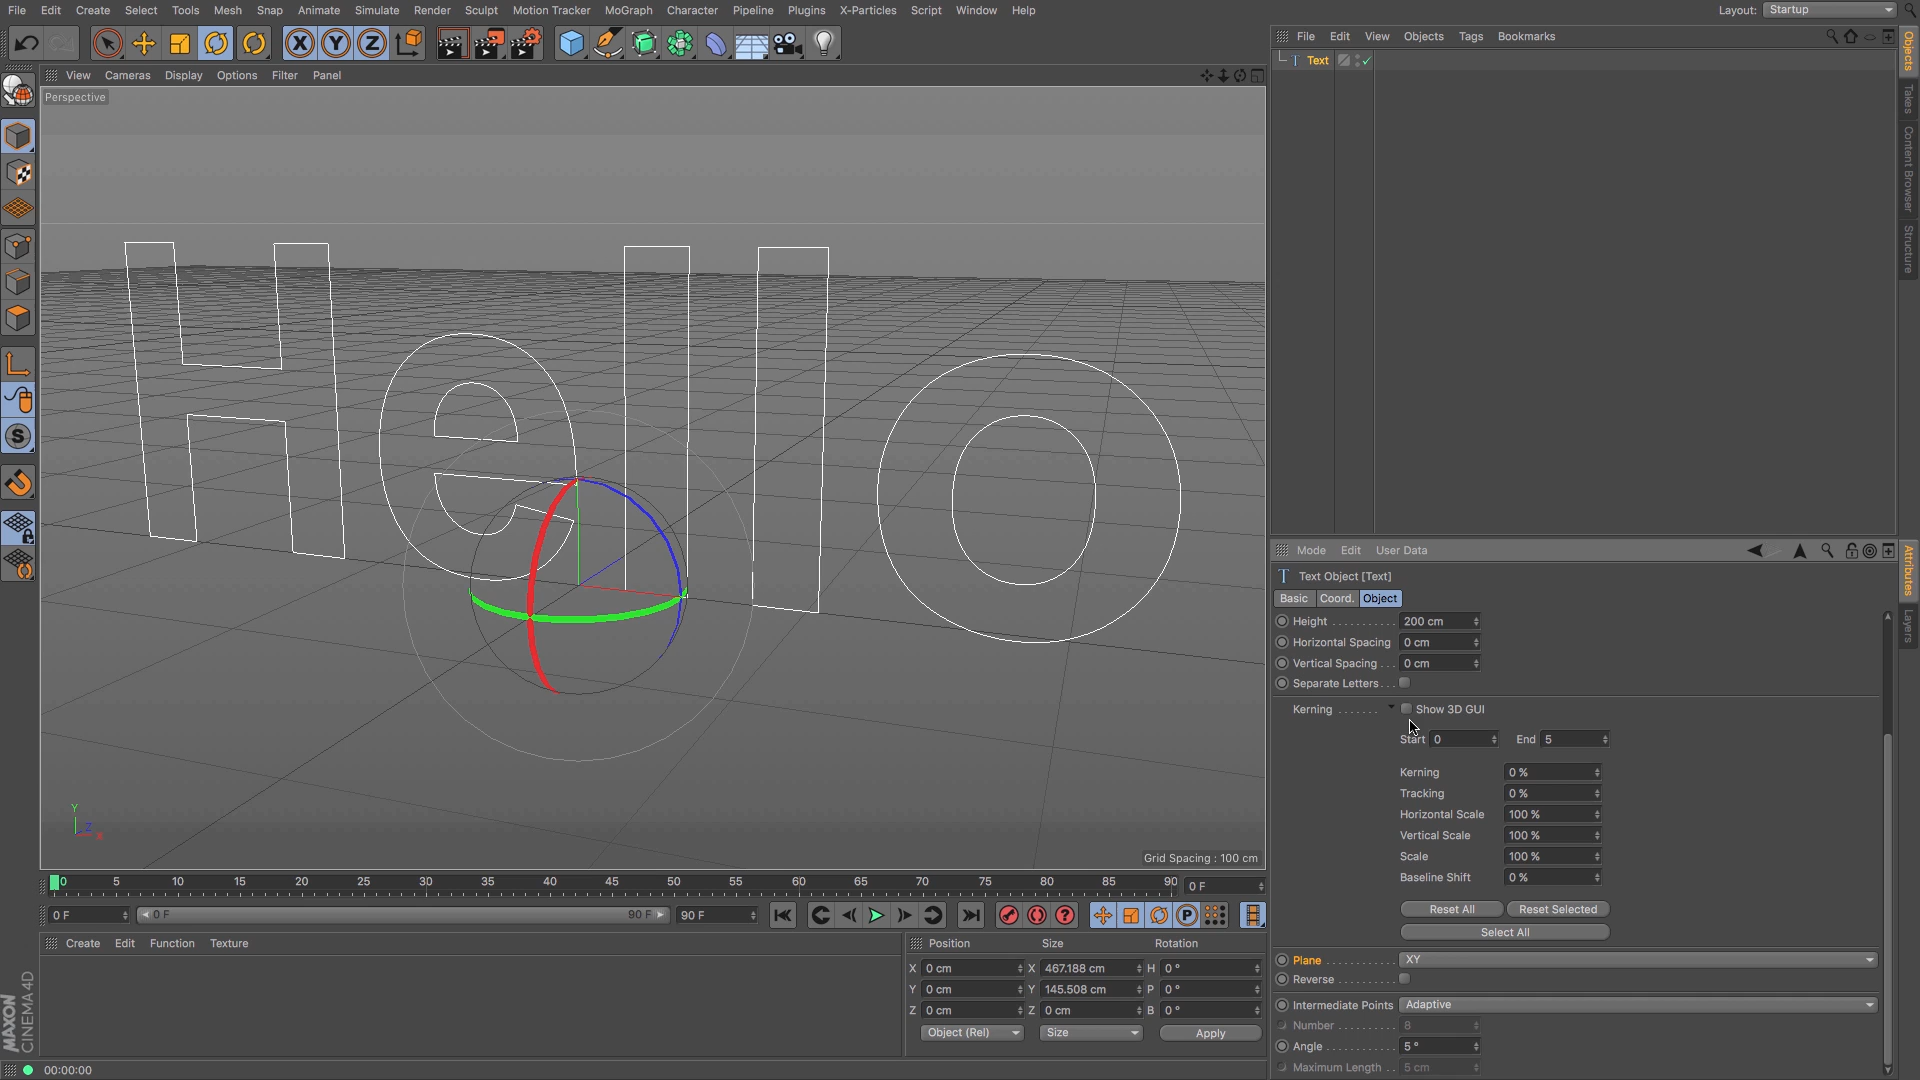 File Edit Create Select Tools Mesh Snap Animate Simulate Render Sculpt Motion Tracker MoGraph Character Pipeline Plugins X-Particles Script Window Help Layout: Startup
X Y Z
File Edit View Objects Tags Bookmarks
Text
View Cameras Display Options Filter Panel
Perspective
Hello
Y
Z
X
Grid Spacing : 100 cm
Objects
Takes
Content Browser
Structure
Mode Edit User Data
Text Object [Text]
Basic Coord. Object
Height 200 cm
Horizontal Spacing 0 cm
Vertical Spacing 0 cm
Separate Letters
Kerning Show 3D GUI
Start 0 End 5
Kerning 0 %
Tracking 0 %
Horizontal Scale 100 %
Vertical Scale 100 %
Scale 100 %
Baseline Shift 0 %
Reset All Reset Selected
Select All
Plane XY
Reverse
Intermediate Points Adaptive
Number 8
Angle 5 °
Maximum Length 5 cm
Attributes
Layers
S
0 5 10 15 20 25 30 35 40 45 50 55 60 65 70 75 80 85 90 0 F
0 F 0 F 90 F 90 F
P
Create Edit Function Texture
Position Size Rotation
X 0 cm X 467.188 cm H 0 °
Y 0 cm Y 145.508 cm P 0 °
Z 0 cm Z 0 cm B 0 °
Object (Rel) Size Apply
MAXON
CINEMA 4D
00:00:00